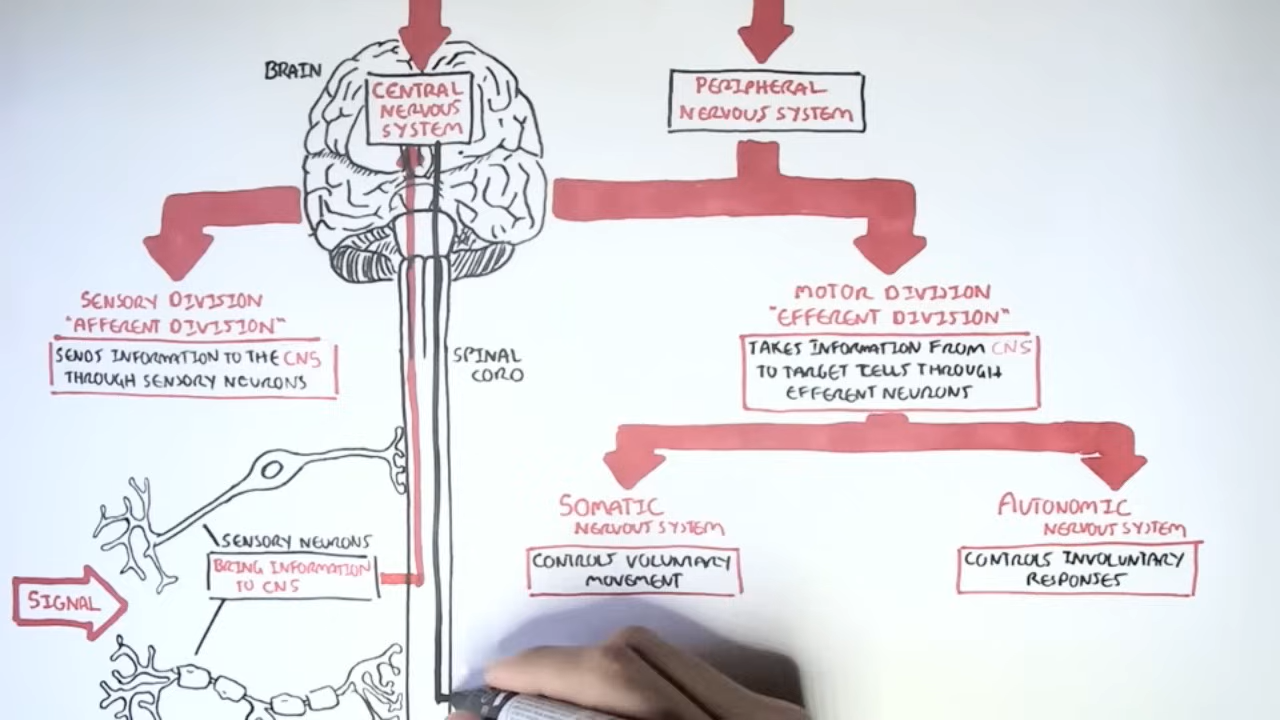 BRAIN
CENTRAL
NERVOUS
SYSTEM
PERIPHERAL
NERVOUS SYSTEM
SENSORY DIVISION
"AFFERENT DIVISION"
SENDS INFORMATION TO THE CNS
THROUGH SENSORY NEURONS
MOTOR DIVISION
"EFFERENT DIVISION"
TAKES INFORMATION FROM CNS
TO TARGET CELLS THROUGH
EFFERENT NEURONS
SPINAL
CORD
SOMATIC
NERVOUS SYSTEM
CONTROLS VOLUNTARY
MOVEMENT
AUTONOMIC
NERVOUS SYSTEM
CONTROLS INVOLUNTARY
RESPONSES
SENSORY NEURONS
BRING INFORMATION
TO CNS
SIGNAL